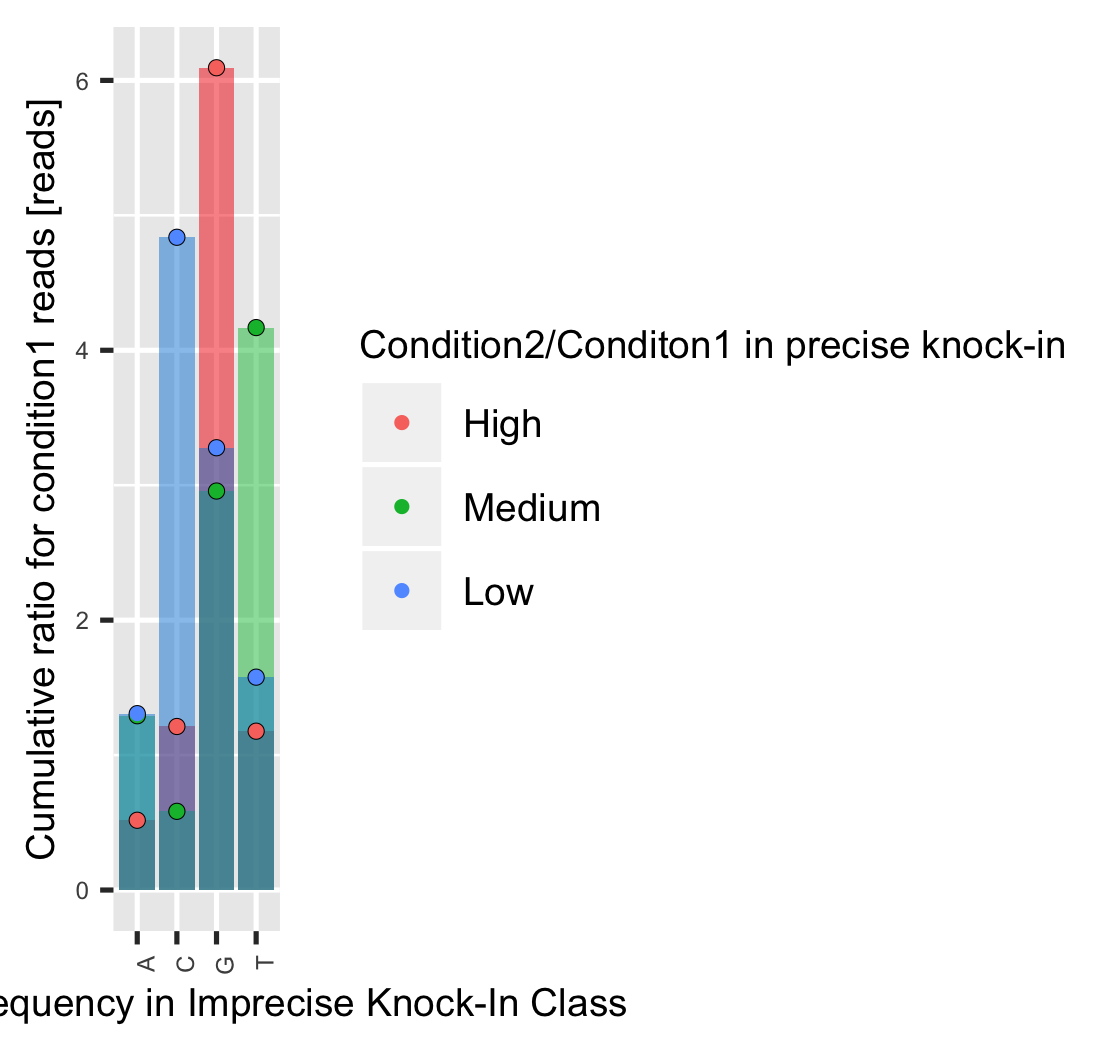 Cumulative ratio for condition1 reads [reads]
6
4
2
0
A C G T
equency in Imprecise Knock-In Class
Condition2/Conditon1 in precise knock-in
High
Medium
Low